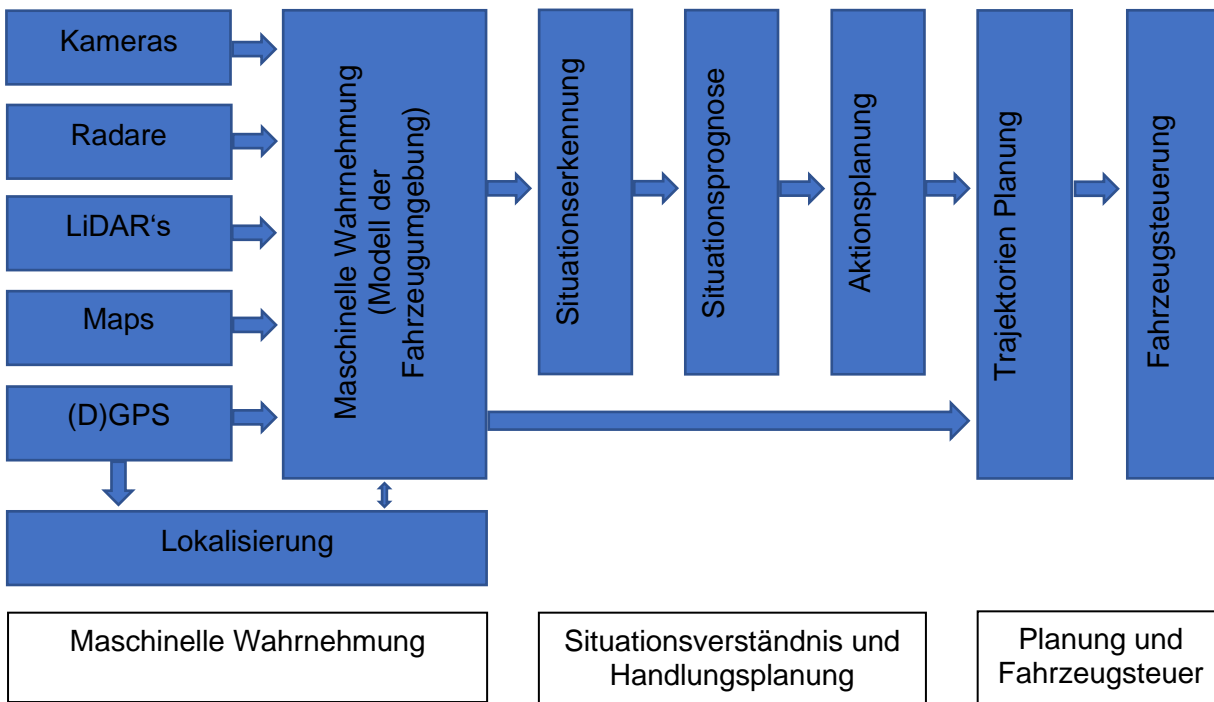 Kameras
Radare
LiDAR‘s
Maps
(D)GPS
Lokalisierung
Maschinelle Wahrnehmung
(Modell der
Fahrzeugumgebung)
Situationserkennung
Situationsprognose
Aktionsplanung
Trajektorien Planung
Fahrzeugsteuerung
Maschinelle Wahrnehmung
Situationsverständnis und
Handlungsplanung
Planung und
Fahrzeugsteuer